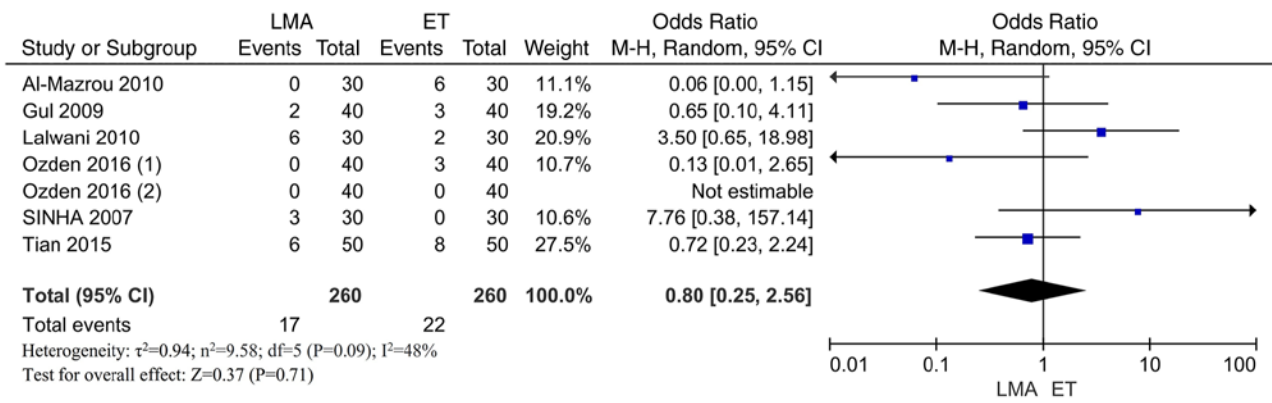 LMA ET Odds Ratio Odds Ratio
Study or Subgroup Events Total Events Total Weight M-H, Random, 95% CI M-H, Random, 95% CI
Al-Mazrou 2010 0 30 6 30 11.1% 0.06 [0.00, 1.15]
Gul 2009 2 40 3 40 19.2% 0.65 [0.10, 4.11]
Lalwani 2010 6 30 2 30 20.9% 3.50 [0.65, 18.98]
Ozden 2016 (1) 0 40 3 40 10.7% 0.13 [0.01, 2.65]
Ozden 2016 (2) 0 40 0 40 Not estimable
SINHA 2007 3 30 0 30 10.6% 7.76 [0.38, 157.14]
Tian 2015 6 50 8 50 27.5% 0.72 [0.23, 2.24]
Total (95% CI) 260 260 100.0% 0.80 [0.25, 2.56]
Total events 17 22
Heterogeneity: τ²=0.94; n²=9.58; df=5 (P=0.09); I²=48%
Test for overall effect: Z=0.37 (P=0.71)
0.01 0.1 1 10 100
LMA ET